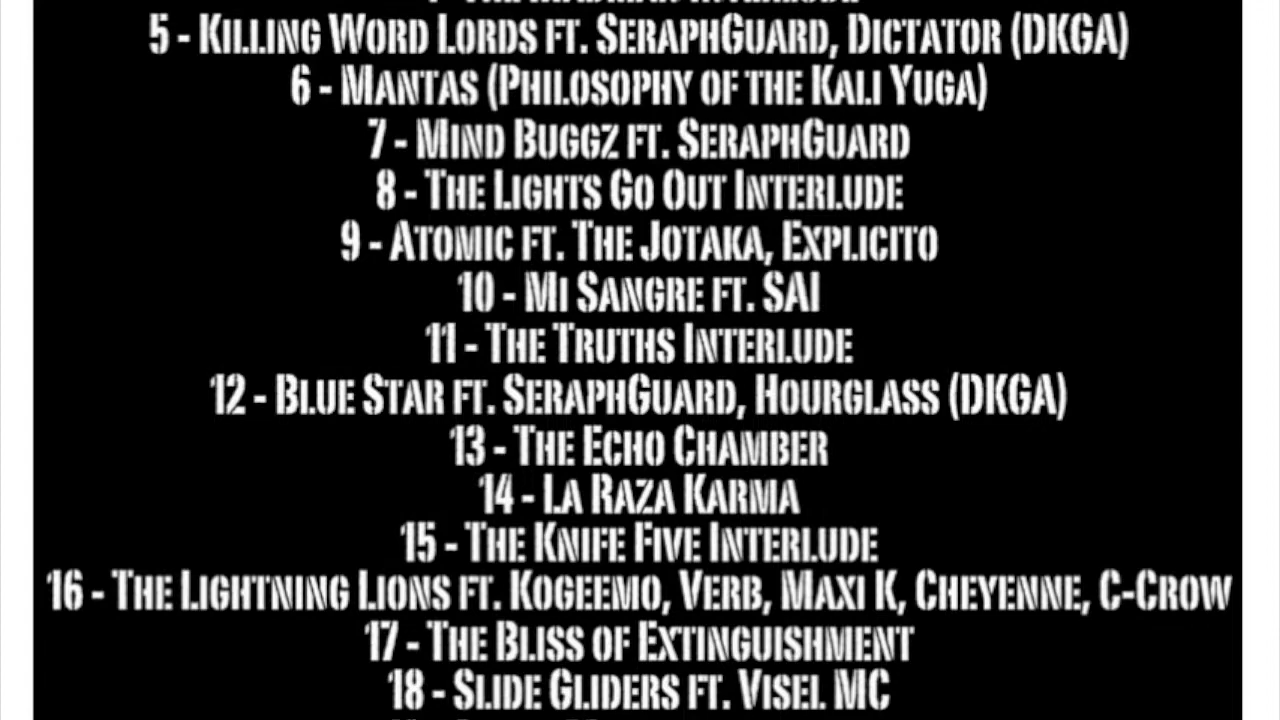 5 - Killing Word Lords ft. SeraphGuard, Dictator (DKGA)
6 - Mantas (Philosophy of the Kali Yuga)
7 - Mind Buggz ft. SeraphGuard
8 - The Lights Go Out Interlude
9 - Atomic ft. The Jotaka, Explicito
10 - Mi Sangre ft. SAI
11 - The Truths Interlude
12 - Blue Star ft. SeraphGuard, Hourglass (DKGA)
13 - The Echo Chamber
14 - La Raza Karma
15 - The Knife Five Interlude
16 - The Lightning Lions ft. Kogeemo, Verb, Maxi K, Cheyenne, C-Crow
17 - The Bliss of Extinguishment
18 - Slide Gliders ft. Visel MC